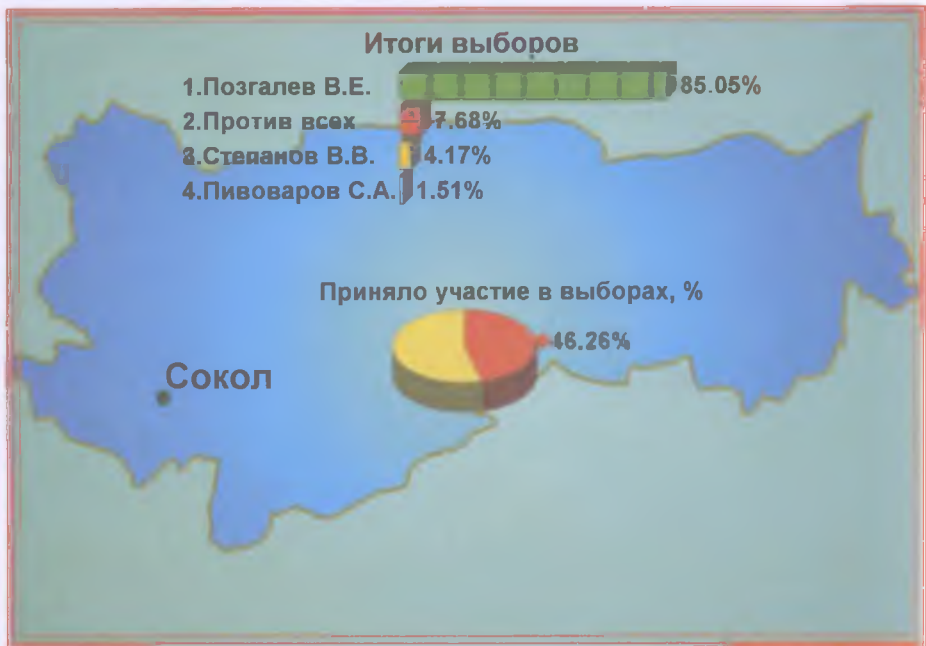 Итоги выборов
1.Позгалев В.Е. 85.05%
2.Против всех 7.68%
3.Степанов В.В. 4.17%
4.Пивоваров С.А. 1.51%
Приняло участие в выборах, %
46.26%
Сокол